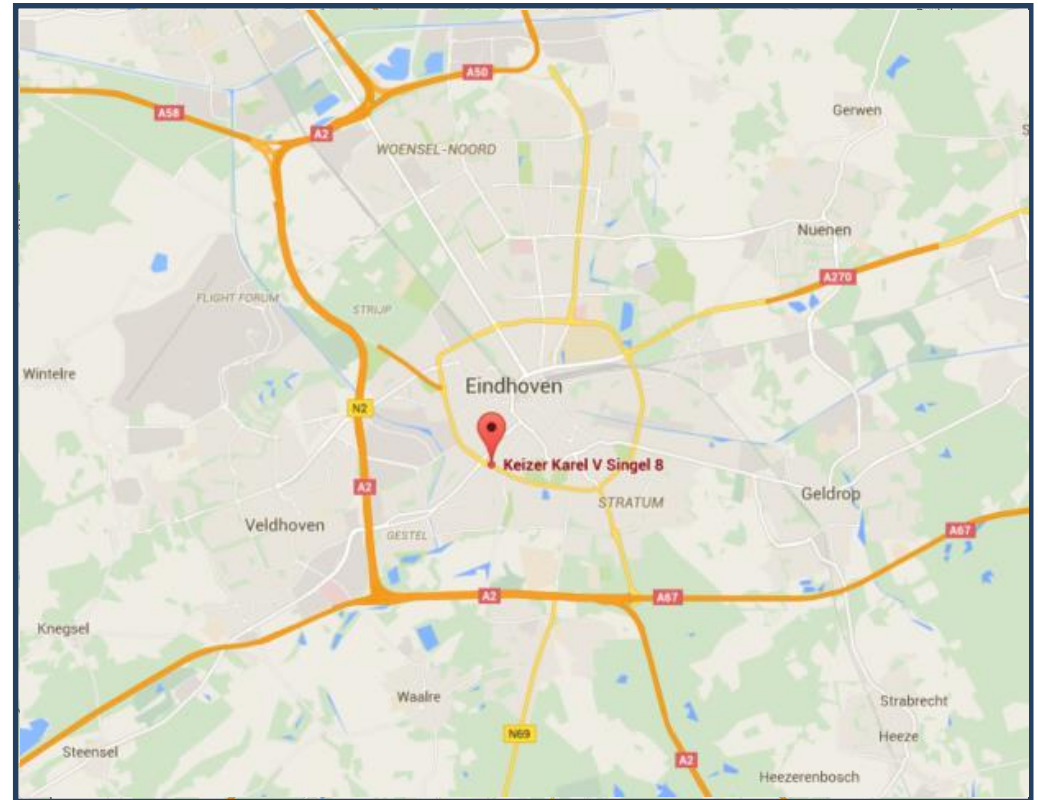 A50
A58
A2
Gerwen
WOENSEL-NOORD
Nuenen
A270
FLIGHT FORUM
STRIJP
Wintelre
Eindhoven
N2
Keizer Karel V Singel 8
A2
Geldrop
STRATUM
Veldhoven
GESTEL
A67
A2
A67
Knegsel
Waalre
Strabrecht
N69
Heeze
Steensel
A2
Heezerenbosch